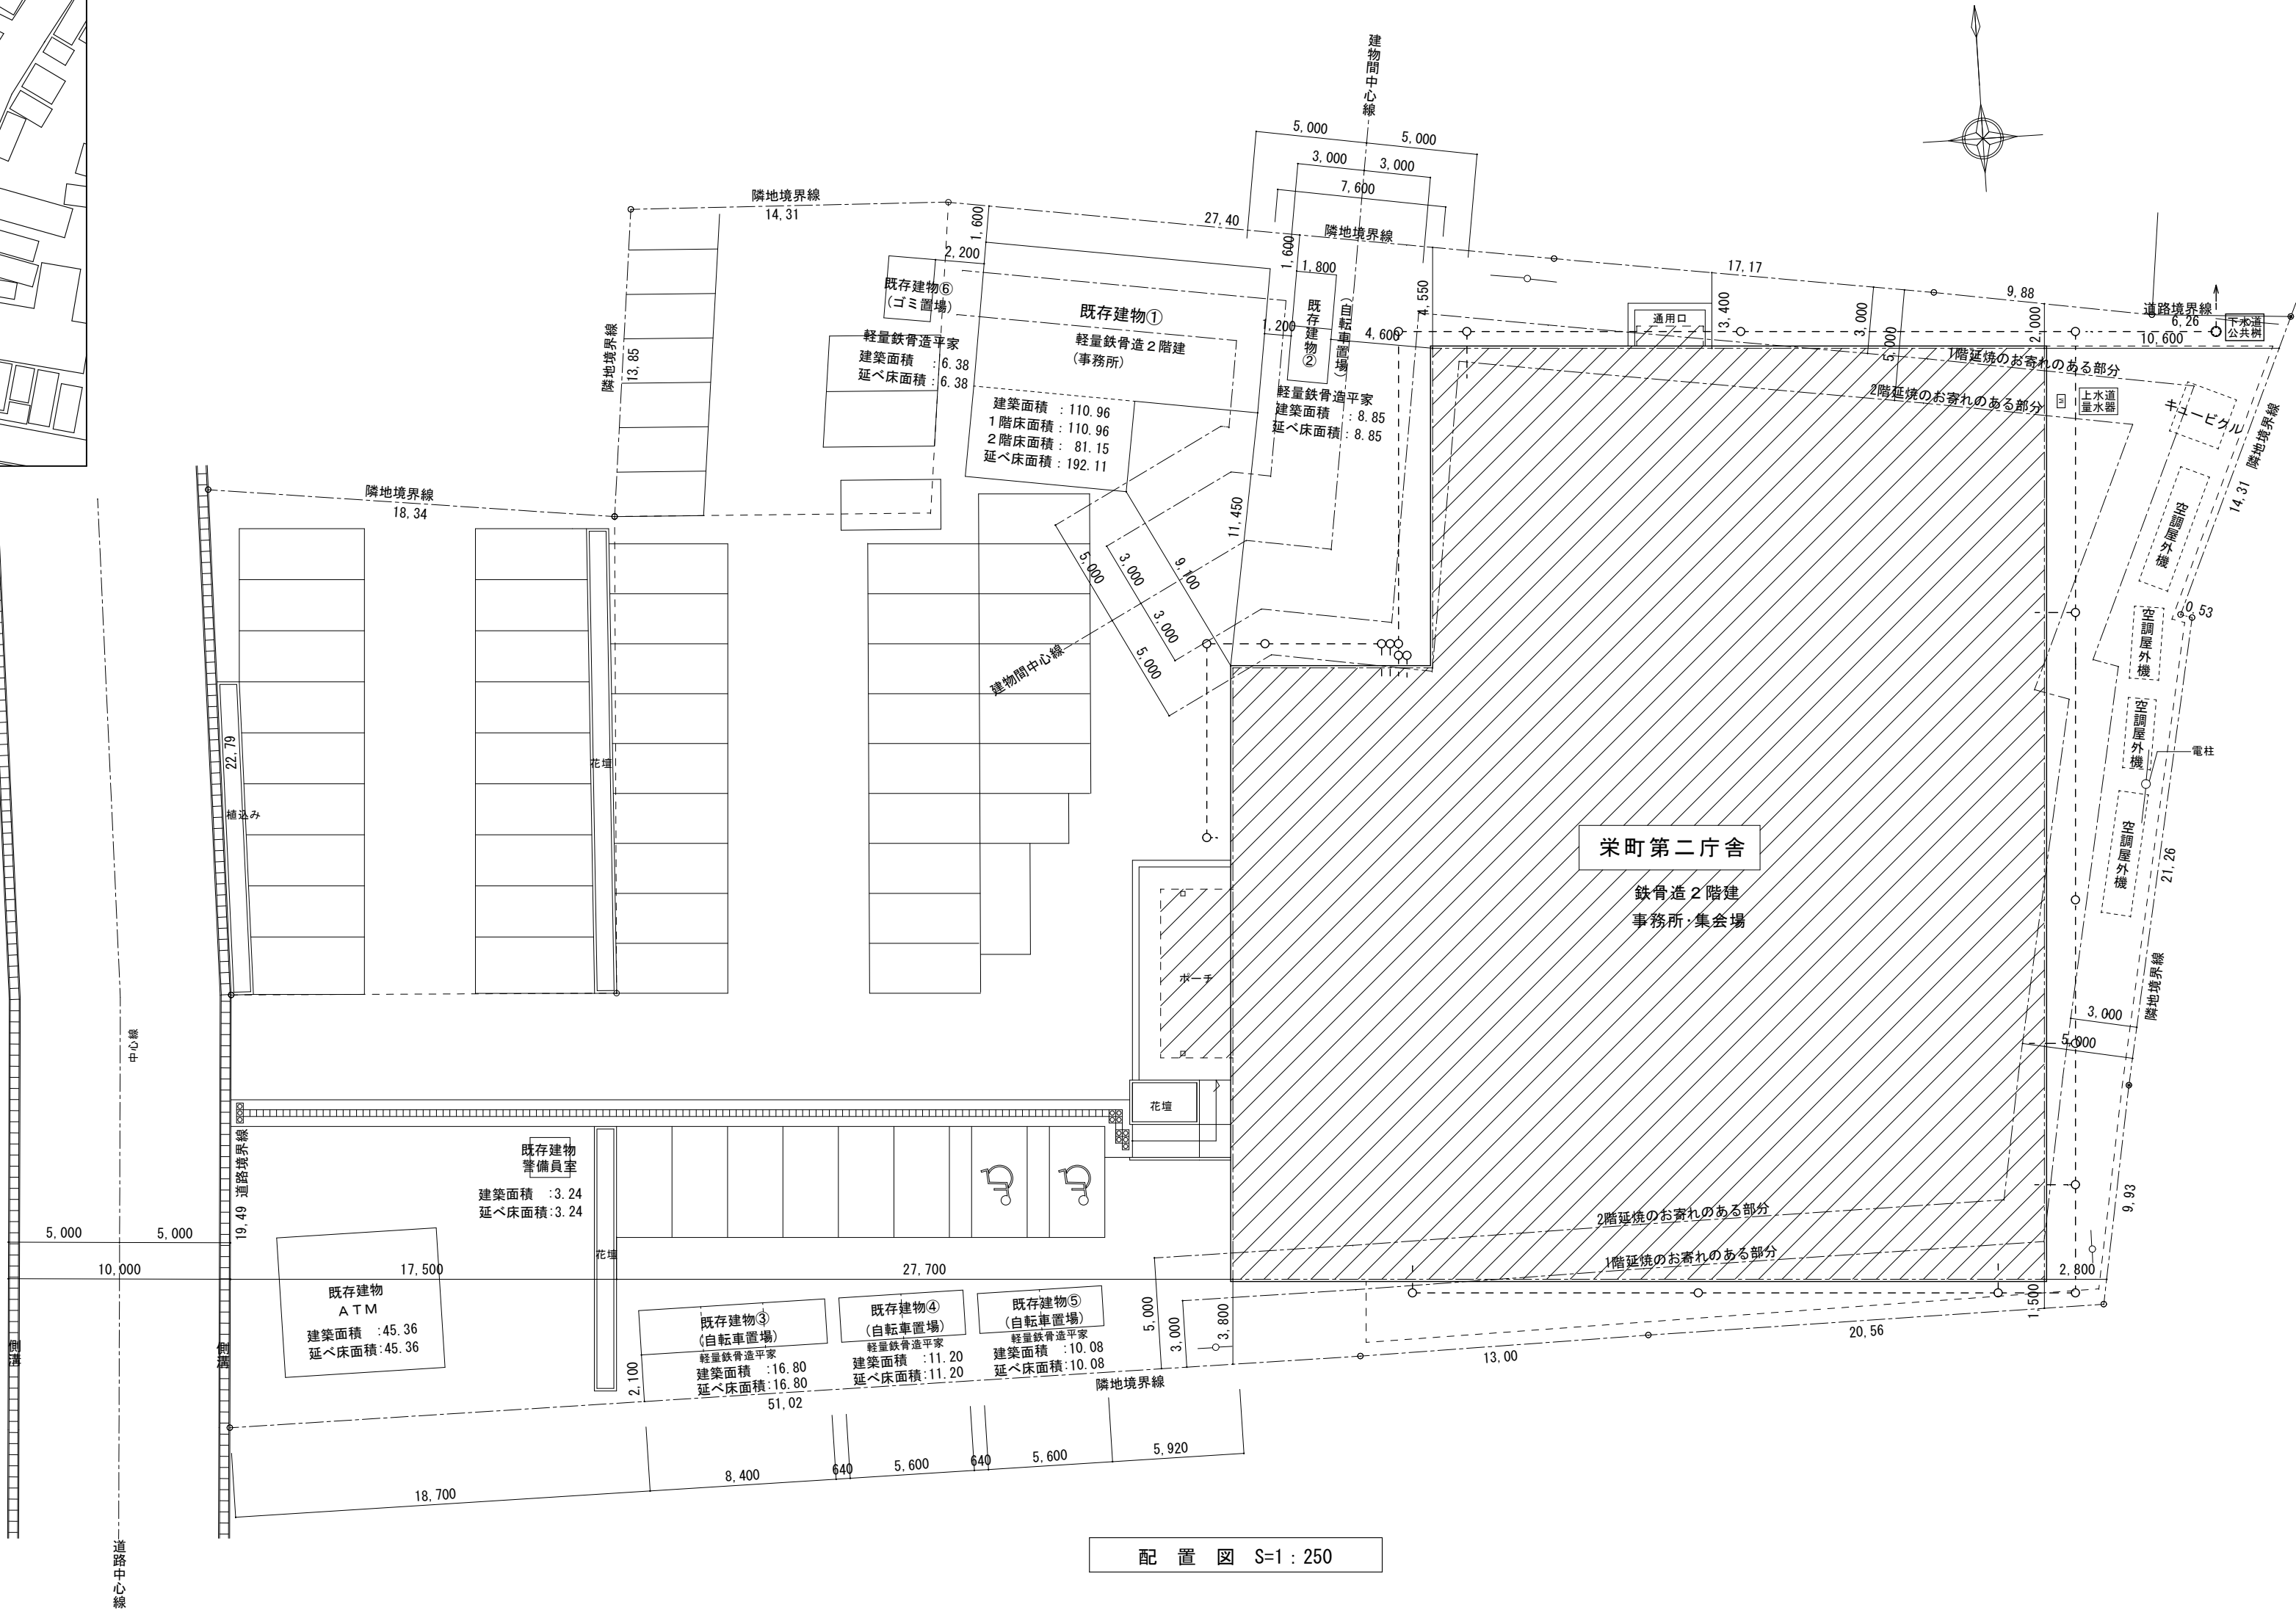 建物間中心線
5,000
5,000
3,000
3,000
7,600
隣地境界線
14,31
27,40
隣地境界線
17,17
9,88
道路境界線
6,26
10,600
下水道
公共桝
1,600
2,200
1,600
1,800
4,550
1,200
4,600
3,400
3,000
5,000
2,000
通用口
既存建物⑥
(ゴミ置場)
軽量鉄骨造平家
建築面積 :6.38
延べ床面積:6.38
既存建物①
軽量鉄骨造2階建
(事務所)
建築面積 :110.96
1階床面積:110.96
2階床面積: 81.15
延べ床面積:192.11
既存建物②
(自転車置場)
軽量鉄骨造平家
建築面積 :8.85
延べ床面積:8.85
1階延焼のお寄れのある部分
2階延焼のお寄れのある部分
上水道
量水器
キュービクル
隣地境界線
14,31
空調屋外機
0,53
空調屋外機
空調屋外機
電柱
空調屋外機
21,26
隣地境界線
3,000
5,000
9,93
隣地境界線
13,85
隣地境界線
18,34
11,450
9,100
5,000
3,000
3,000
5,000
建物間中心線
22,79
植込み
花壇
栄町第二庁舎
鉄骨造2階建
事務所・集会場
ポーチ
花壇
中心線
19,49 道路境界線
既存建物
警備員室
建築面積 :3.24
延べ床面積:3.24
花壇
5,000
5,000
10,000
17,500
27,700
2階延焼のお寄れのある部分
1階延焼のお寄れのある部分
2,800
1,500
既存建物
ATM
建築面積 :45.36
延べ床面積:45.36
既存建物③
(自転車置場)
軽量鉄骨造平家
建築面積 :16.80
延べ床面積:16.80
既存建物④
(自転車置場)
軽量鉄骨造平家
建築面積 :11.20
延べ床面積:11.20
既存建物⑤
(自転車置場)
軽量鉄骨造平家
建築面積 :10.08
延べ床面積:10.08
5,000
3,000
3,800
2,100
側溝
側溝
51,02
隣地境界線
13,00
20,56
18,700
8,400
640
5,600
640
5,600
5,920
道路中心線
配 置 図 S=1:250